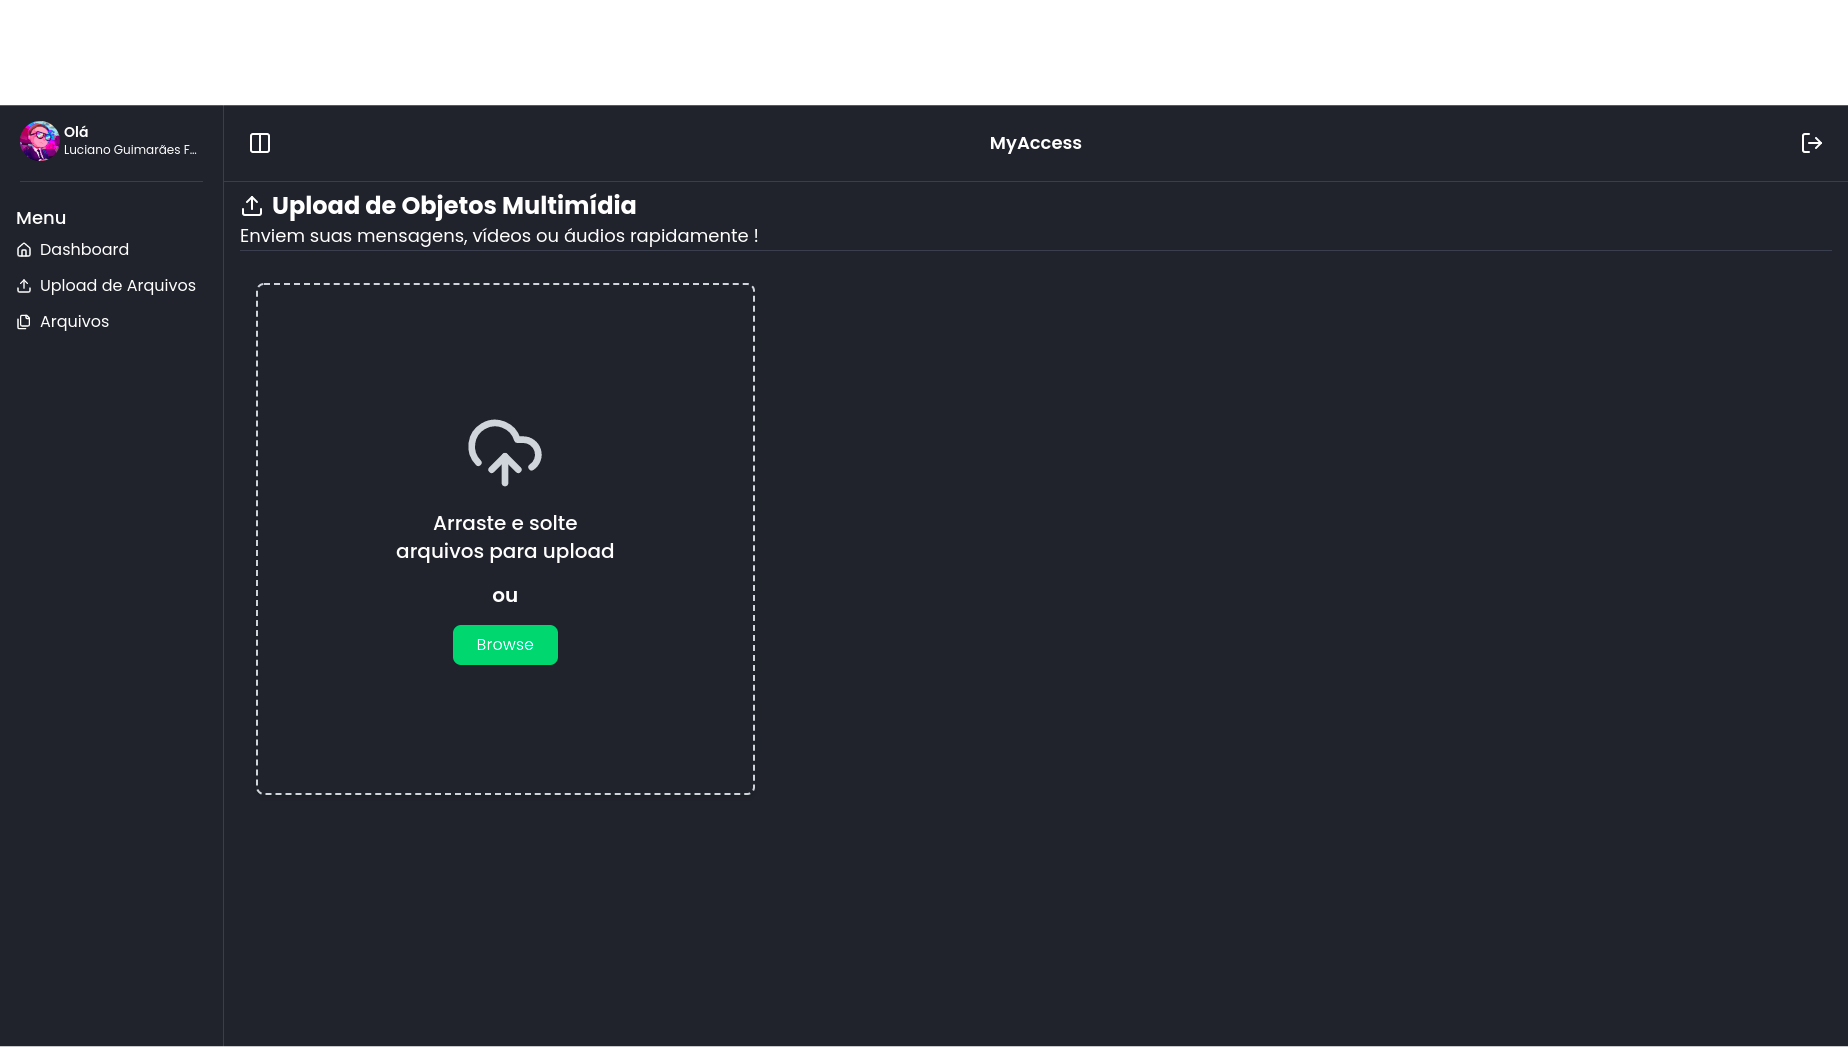 Olá
Luciano Guimarães F...
MyAccess
Menu
Dashboard
Upload de Arquivos
Arquivos
Upload de Objetos Multimídia
Enviem suas mensagens, vídeos ou áudios rapidamente !
Arraste e solte
arquivos para upload
ou
Browse